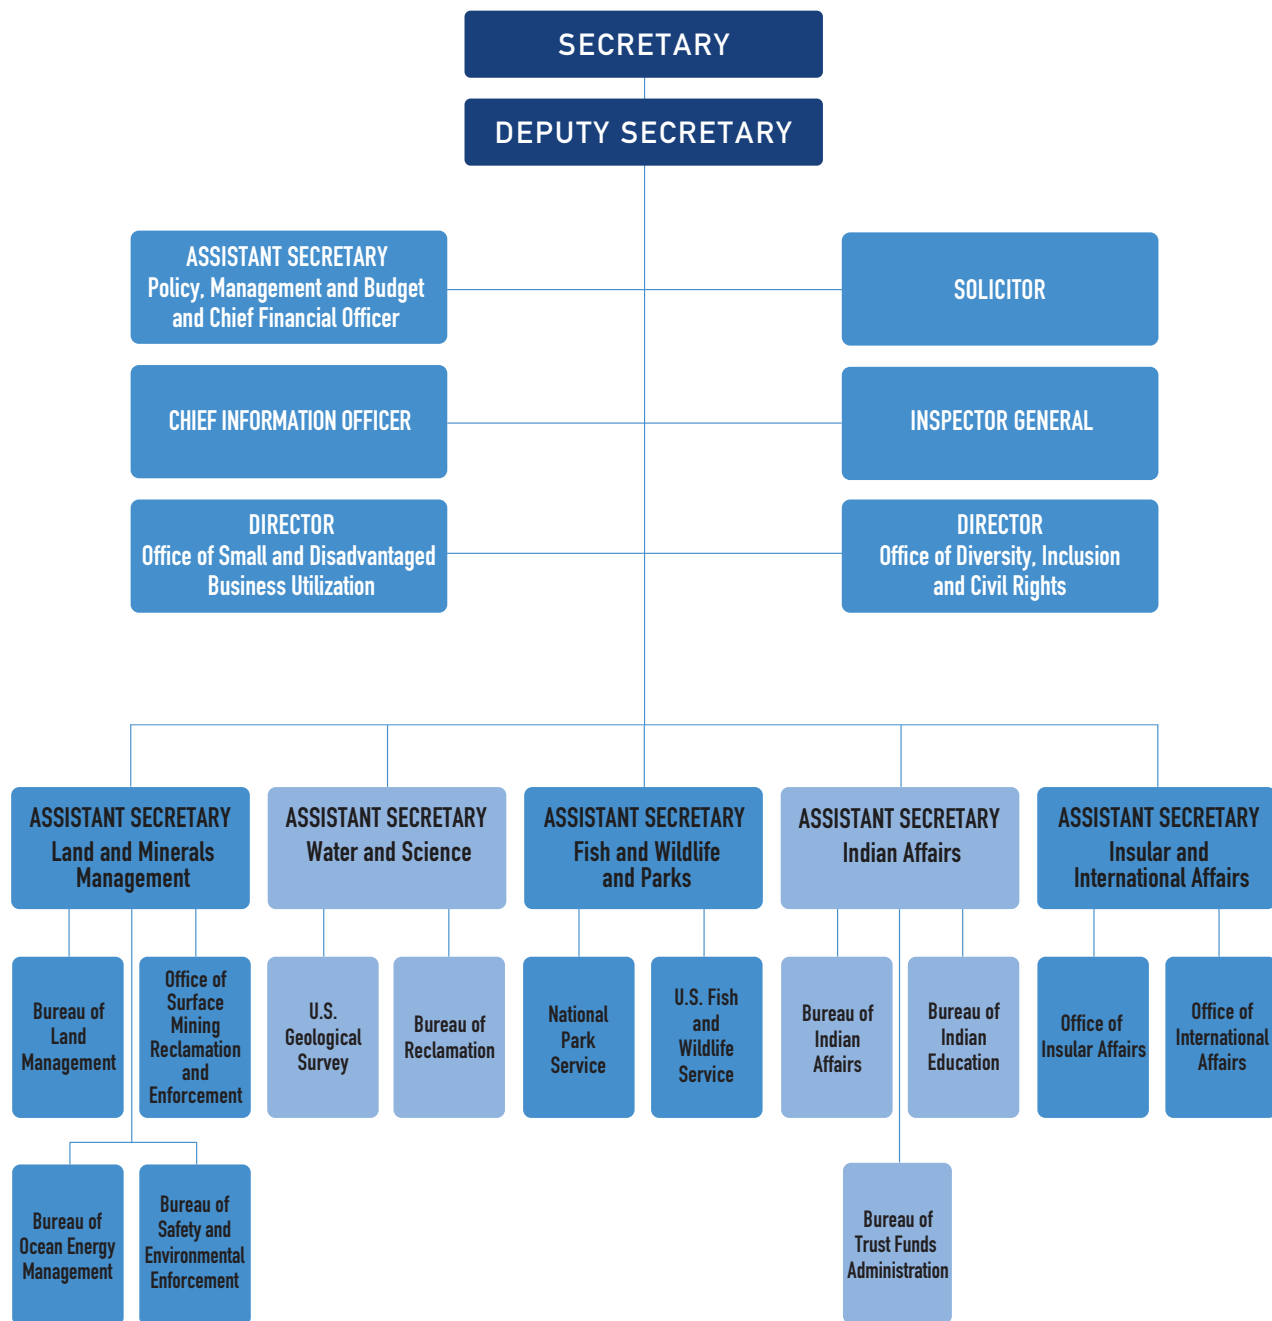 SECRETARY
DEPUTY SECRETARY
ASSISTANT SECRETARY
Policy, Management and Budget
and Chief Financial Officer
SOLICITOR
CHIEF INFORMATION OFFICER
INSPECTOR GENERAL
DIRECTOR
Office of Small and Disadvantaged
Business Utilization
DIRECTOR
Office of Diversity, Inclusion
and Civil Rights
ASSISTANT SECRETARY
Land and Minerals
Management
ASSISTANT SECRETARY
Water and Science
ASSISTANT SECRETARY
Fish and Wildlife
and Parks
ASSISTANT SECRETARY
Indian Affairs
ASSISTANT SECRETARY
Insular and
International Affairs
Bureau of
Land
Management
Office of
Surface
Mining
Reclamation
and
Enforcement
U.S.
Geological
Survey
Bureau of
Reclamation
National
Park
Service
U.S. Fish
and
Wildlife
Service
Bureau of
Indian
Affairs
Bureau of
Indian
Education
Office of
Insular Affairs
Office of
International
Affairs
Bureau of
Ocean Energy
Management
Bureau of
Safety and
Environmental
Enforcement
Bureau of
Trust Funds
Administration